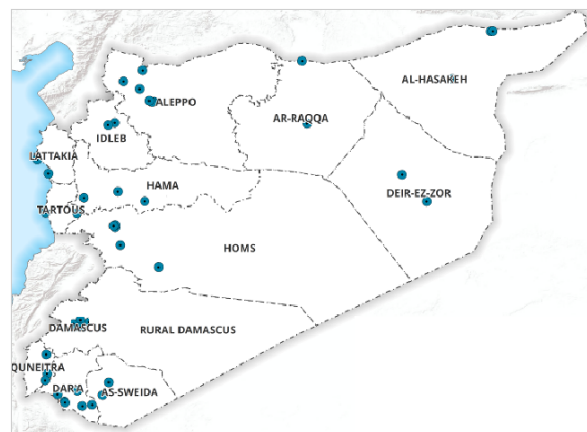 AL-HASAKEH
ALEPPO
AR-RAQQA
IDLEB
LATTAKIA
HAMA
DEIR-EZ-ZOR
TARTOUS
HOMS
DAMASCUS
RURAL DAMASCUS
QUNEITRA
DAR'A
AS-SWEIDA